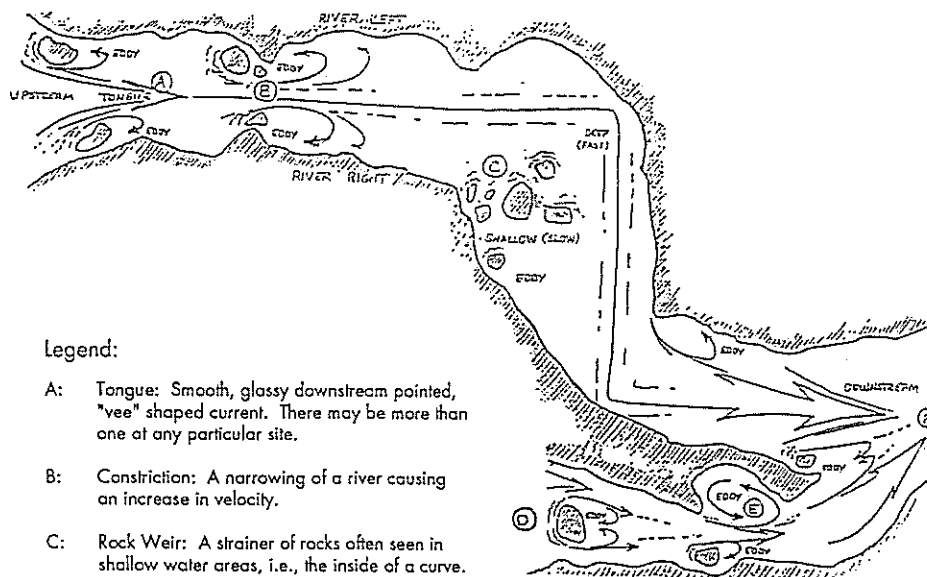 RIVER LEFT
EDDY
EDDY
A
B
UPSTREAM
TONGUE
EDDY
EDDY
RIVER RIGHT
DEEP
(FAST)
C
SHALLOW (SLOW)
EDDY
EDDY
DOWNSTREAM
Legend:
A: Tongue: Smooth, glassy downstream pointed,
"vee" shaped current. There may be more than
one at any particular site.
B: Constriction: A narrowing of a river causing
an increase in velocity.
C: Rock Weir: A strainer of rocks often seen in
shallow water areas, i.e., the inside of a curve.
EDDY
EDDY
E
D
EDDY
EDDY